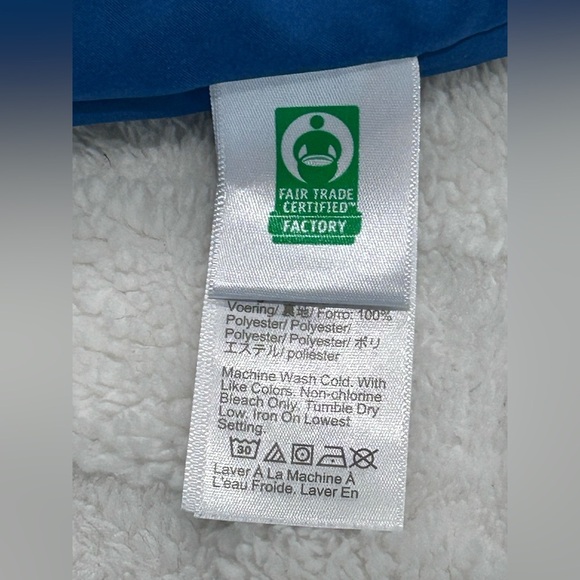 FAIR TRADE
CERTIFIED™
FACTORY
Voering/ 裏地/ Forro: 100%
Polyester/ Polyester/
Polyester/ Polyester/ ポリ
エステル/ poliéster
Machine Wash Cold. With
Like Colors. Non-chlorine
Bleach Only. Tumble Dry
Low. Iron On Lowest
Setting.
30
Laver À La Machine À
L'eau Froide. Laver En